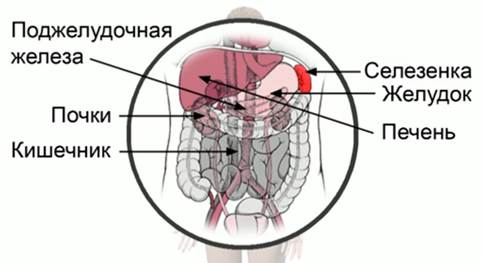 Поджелудочная
железа
Почки
Кишечник
Селезенка
Желудок
Печень